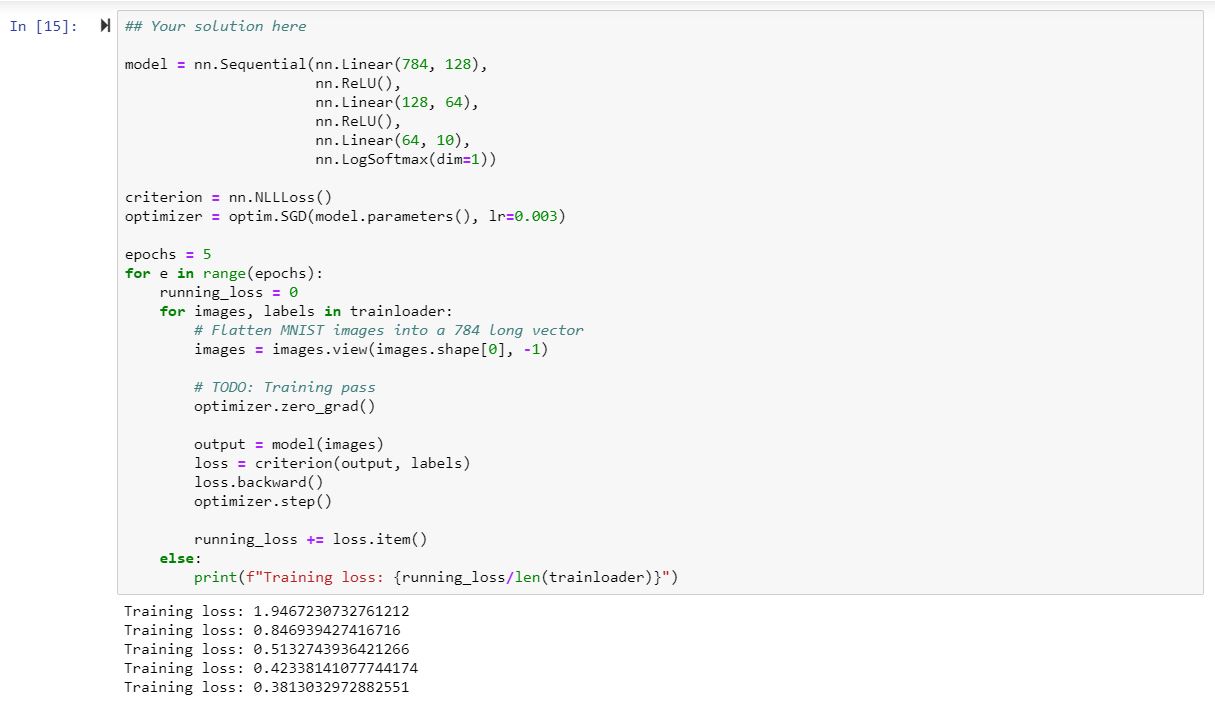 In [15]:
## Your solution here

model = nn.Sequential(nn.Linear(784, 128),
                      nn.ReLU(),
                      nn.Linear(128, 64),
                      nn.ReLU(),
                      nn.Linear(64, 10),
                      nn.LogSoftmax(dim=1))

criterion = nn.NLLLoss()
optimizer = optim.SGD(model.parameters(), lr=0.003)

epochs = 5
for e in range(epochs):
    running_loss = 0
    for images, labels in trainloader:
        # Flatten MNIST images into a 784 long vector
        images = images.view(images.shape[0], -1)

        # TODO: Training pass
        optimizer.zero_grad()

        output = model(images)
        loss = criterion(output, labels)
        loss.backward()
        optimizer.step()

        running_loss += loss.item()
    else:
        print(f"Training loss: {running_loss/len(trainloader)}")
Training loss: 1.9467230732761212
Training loss: 0.846939427416716
Training loss: 0.5132743936421266
Training loss: 0.42338141077744174
Training loss: 0.3813032972882551